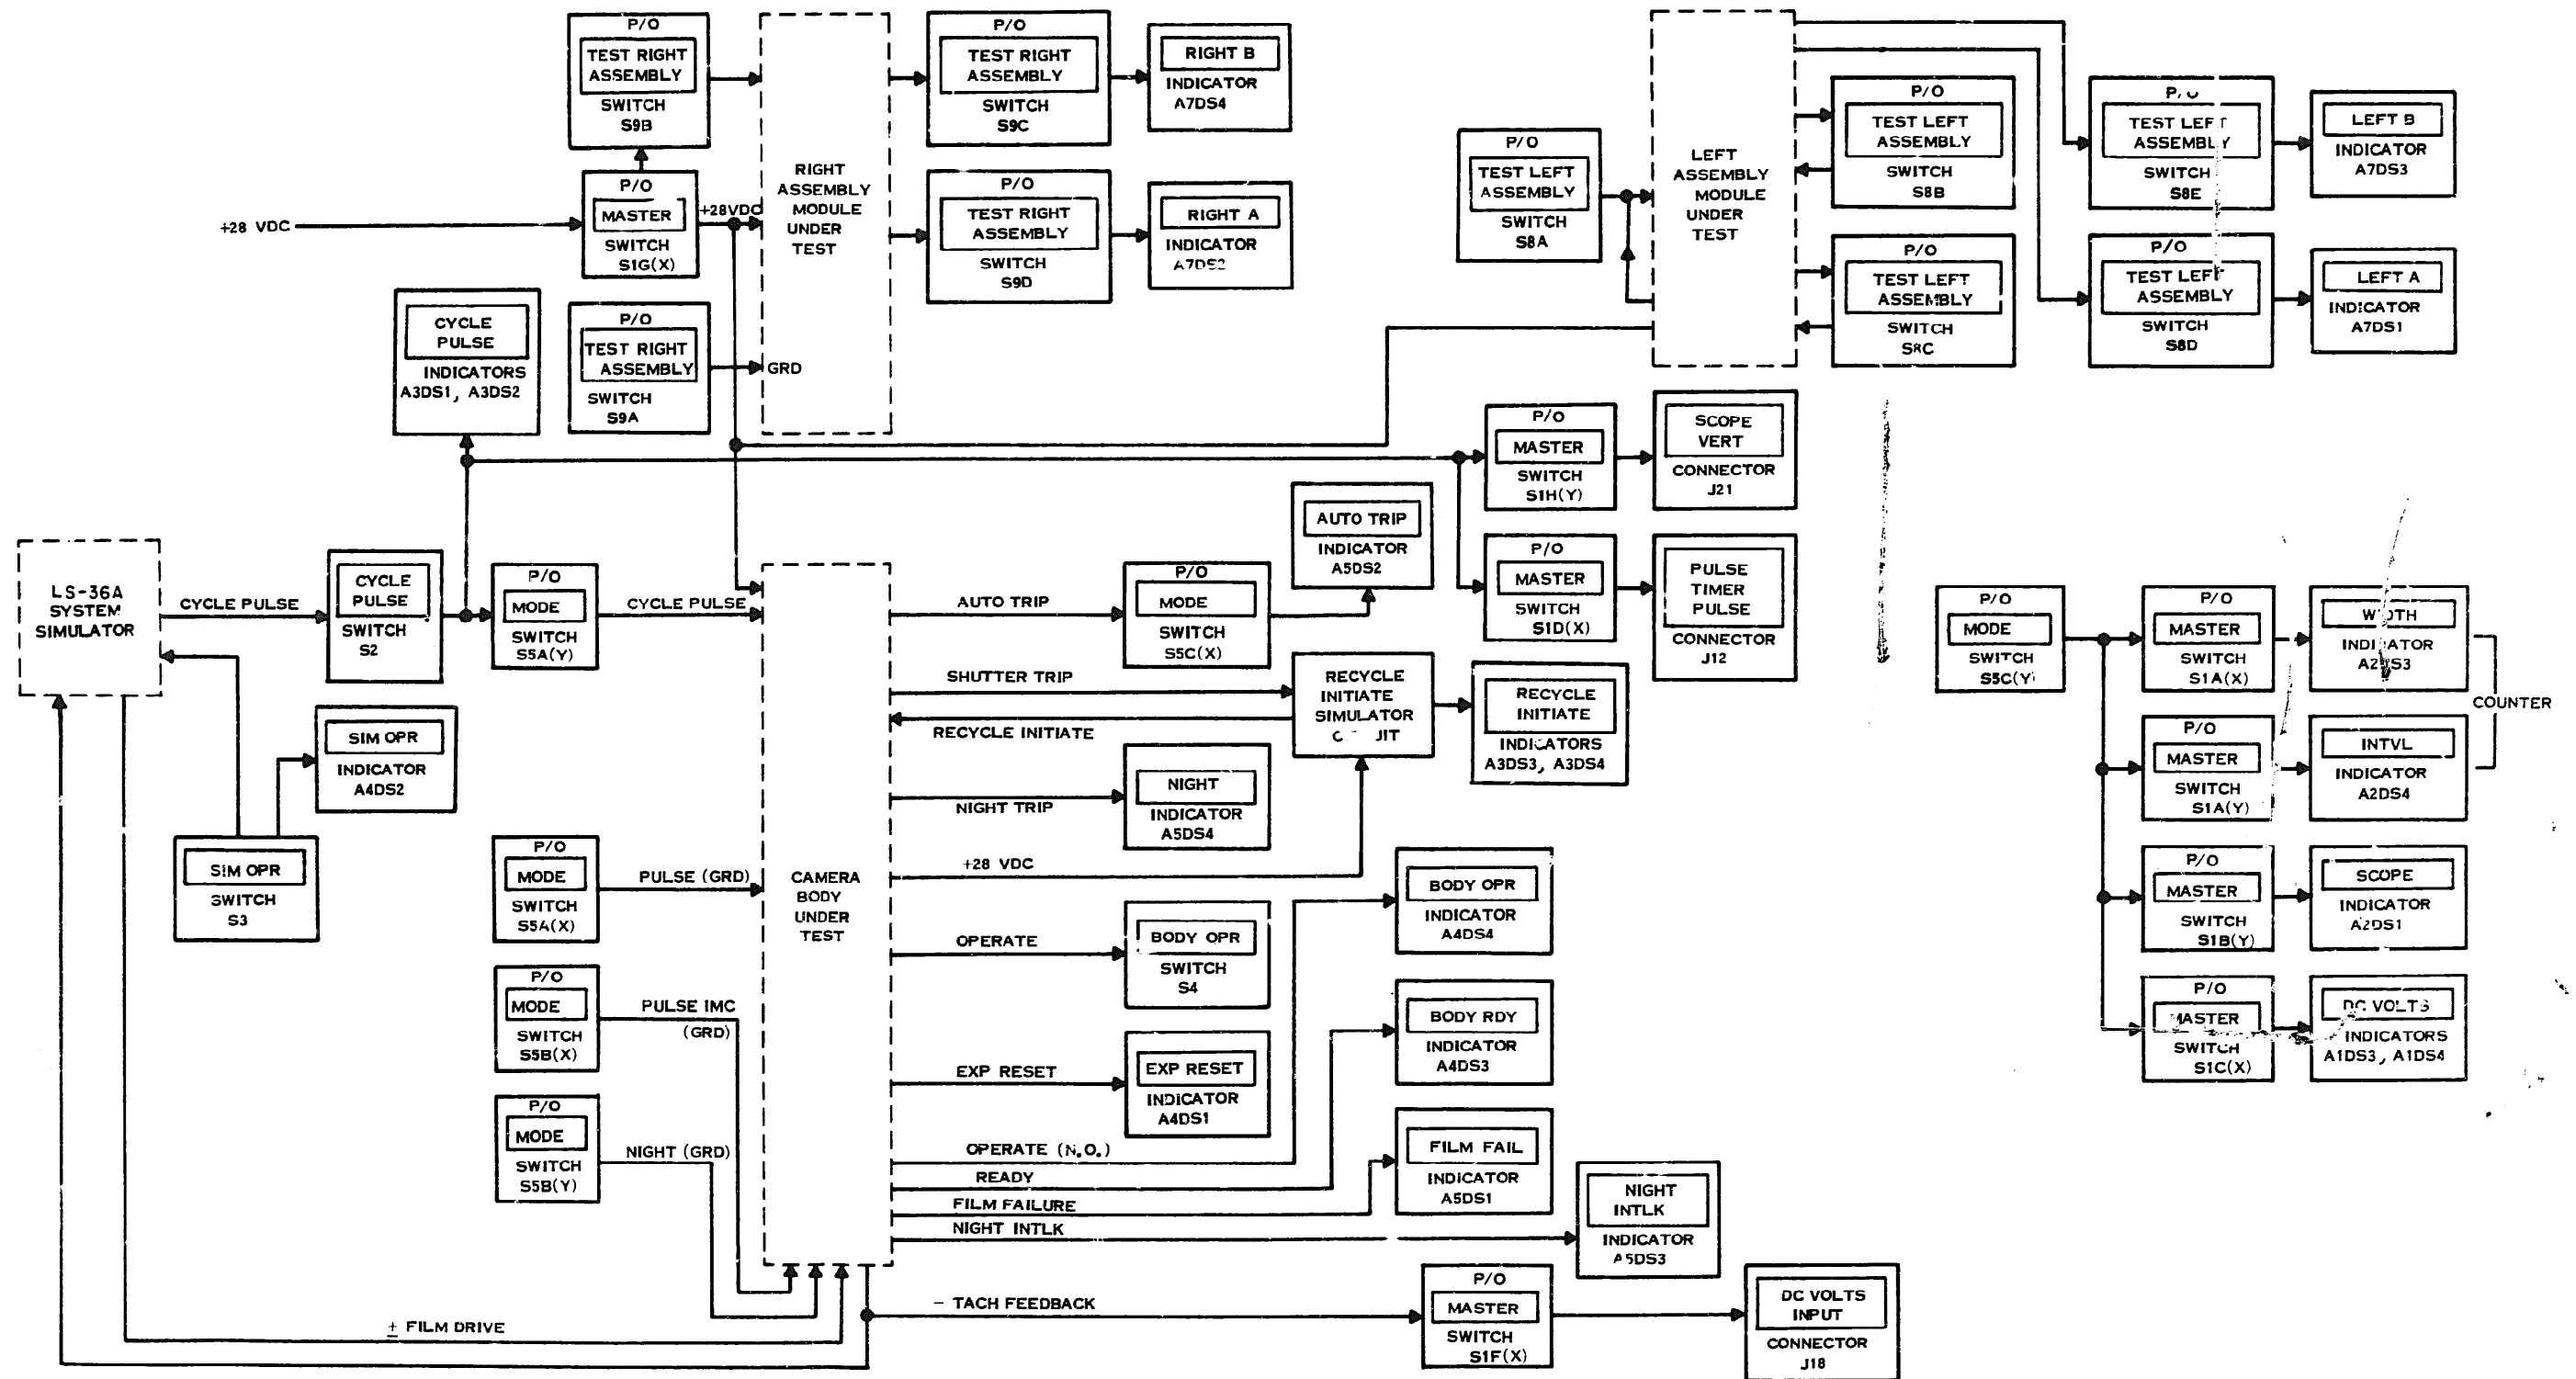 P/O
TEST RIGHT
ASSEMBLY
SWITCH
S9B
P/O
MASTER
SWITCH
S1G(X)
+28 VDC
+28VDC
P/O
TEST RIGHT
ASSEMBLY
SWITCH
S9A
GRD
RIGHT
ASSEMBLY
MODULE
UNDER
TEST
P/O
TEST RIGHT
ASSEMBLY
SWITCH
S9C
RIGHT B
INDICATOR
A7DS4
P/O
TEST RIGHT
ASSEMBLY
SWITCH
S9D
RIGHT A
INDICATOR
A7DS2
P/O
TEST LEFT
ASSEMBLY
SWITCH
S8A
LEFT
ASSEMBLY
MODULE
UNDER
TEST
P/O
TEST LEFT
ASSEMBLY
SWITCH
S8B
P/O
TEST LEFT
ASSEMBLY
SWITCH
S8C
TEST LEFT
ASSEMBLY
SWITCH
S8E
LEFT B
INDICATOR
A7DS3
P/O
TEST LEFT
ASSEMBLY
SWITCH
S8D
LEFT A
INDICATOR
A7DS1
CYCLE
PULSE
INDICATORS
A3DS1, A3DS2
P/O
MASTER
SWITCH
S1H(Y)
SCOPE
VERT
CONNECTOR
J21
P/O
MASTER
SWITCH
S1D(X)
PULSE
TIMER
PULSE
CONNECTOR
J12
LS-36A
SYSTEM
SIMULATOR
CYCLE PULSE
CYCLE
PULSE
SWITCH
S2
P/O
MODE
SWITCH
S5A(Y)
CYCLE PULSE
SIM OPR
INDICATOR
A4DS2
SIM OPR
SWITCH
S3
P/O
MODE
SWITCH
S5A(X)
PULSE (GRD)
P/O
MODE
SWITCH
S5B(X)
PULSE IMC
(GRD)
P/O
MODE
SWITCH
S5B(Y)
NIGHT (GRD)
± FILM DRIVE
CAMERA
BODY
UNDER
TEST
AUTO TRIP
P/O
MODE
SWITCH
S5C(X)
AUTO TRIP
INDICATOR
A5DS2
SHUTTER TRIP
RECYCLE INITIATE
RECYCLE
INITIATE
SIMULATOR
RECYCLE
INITIATE
INDICATORS
A3DS3, A3DS4
NIGHT TRIP
NIGHT
INDICATOR
A5DS4
+28 VDC
OPERATE
BODY OPR
SWITCH
S4
EXP RESET
EXP RESET
INDICATOR
A4DS1
OPERATE (N.O.)
BODY OPR
INDICATOR
A4DS4
READY
BODY RDY
INDICATOR
A4DS3
FILM FAILURE
FILM FAIL
INDICATOR
A5DS1
NIGHT INTLK
NIGHT
INTLK
INDICATOR
A5DS3
- TACH FEEDBACK
P/O
MASTER
SWITCH
S1F(X)
DC VOLTS
INPUT
CONNECTOR
J18
P/O
MODE
SWITCH
S5C(Y)
P/O
MASTER
SWITCH
S1A(X)
WIDTH
INDICATOR
A2DS3
P/O
MASTER
SWITCH
S1A(Y)
INTVL
INDICATOR
A2DS4
COUNTER
P/O
MASTER
SWITCH
S1B(Y)
SCOPE
INDICATOR
A2DS1
P/O
MASTER
SWITCH
S1C(X)
DC VOLTS
INDICATORS
A1DS3, A1DS4